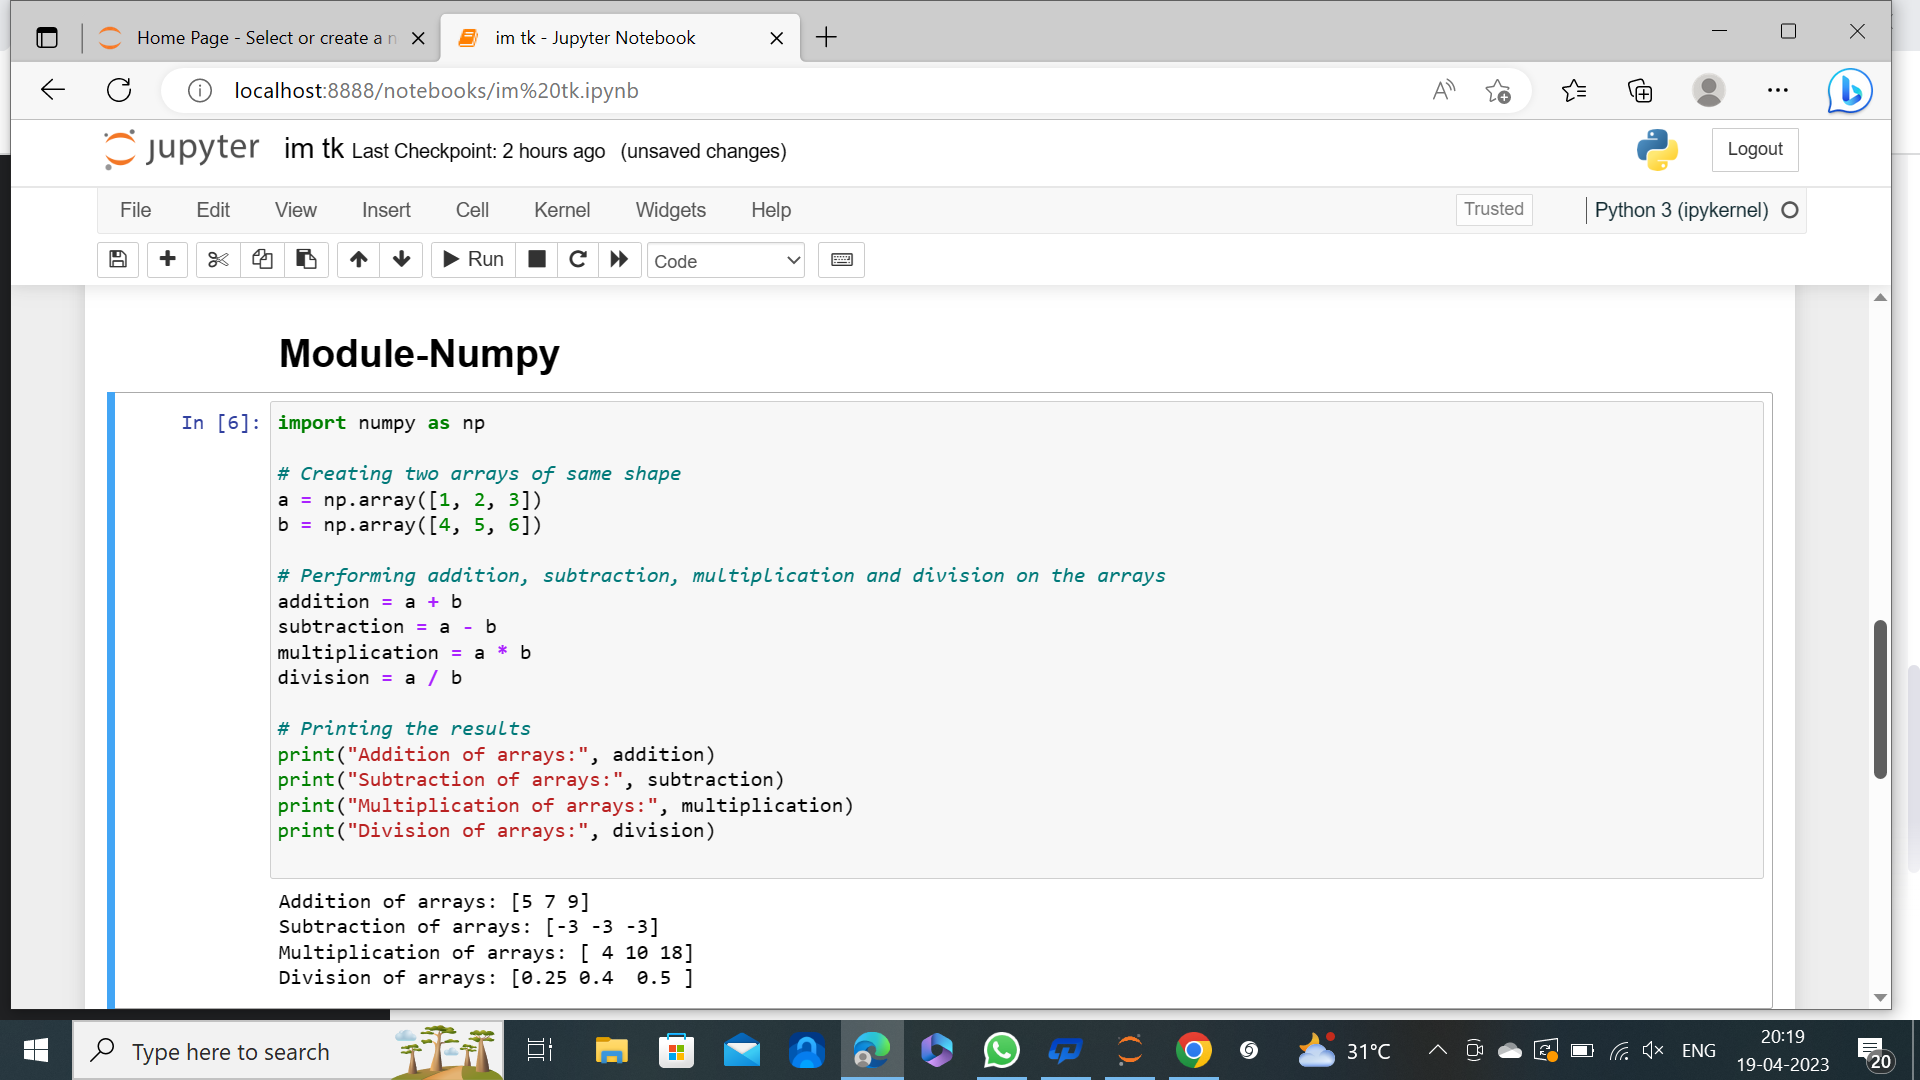 Home Page - Select or create a n
im tk - Jupyter Notebook
localhost:8888/notebooks/im%20tk.ipynb
jupyter im tk Last Checkpoint: 2 hours ago (unsaved changes)
Logout
File Edit View Insert Cell Kernel Widgets Help
Trusted
Python 3 (ipykernel)
Run
Code
Module-Numpy
In [6]:
import numpy as np
# Creating two arrays of same shape
a = np.array([1, 2, 3])
b = np.array([4, 5, 6])
# Performing addition, subtraction, multiplication and division on the arrays
addition = a + b
subtraction = a - b
multiplication = a * b
division = a / b
# Printing the results
print("Addition of arrays:", addition)
print("Subtraction of arrays:", subtraction)
print("Multiplication of arrays:", multiplication)
print("Division of arrays:", division)
Addition of arrays: [5 7 9]
Subtraction of arrays: [-3 -3 -3]
Multiplication of arrays: [ 4 10 18]
Division of arrays: [0.25 0.4  0.5 ]
Type here to search
31°C
ENG
20:19
19-04-2023
20